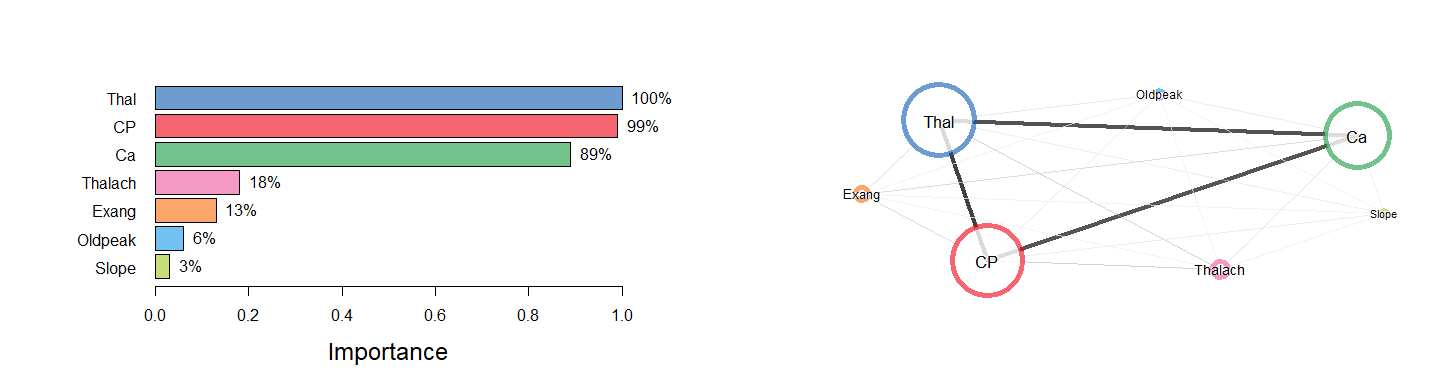 Thal 100%
CP 99%
Ca 89%
Thalach 18%
Exang 13%
Oldpeak 6%
Slope 3%
0.0 0.2 0.4 0.6 0.8 1.0
Importance
Oldpeak
Thal
Ca
Exang
Slope
CP
Thalach